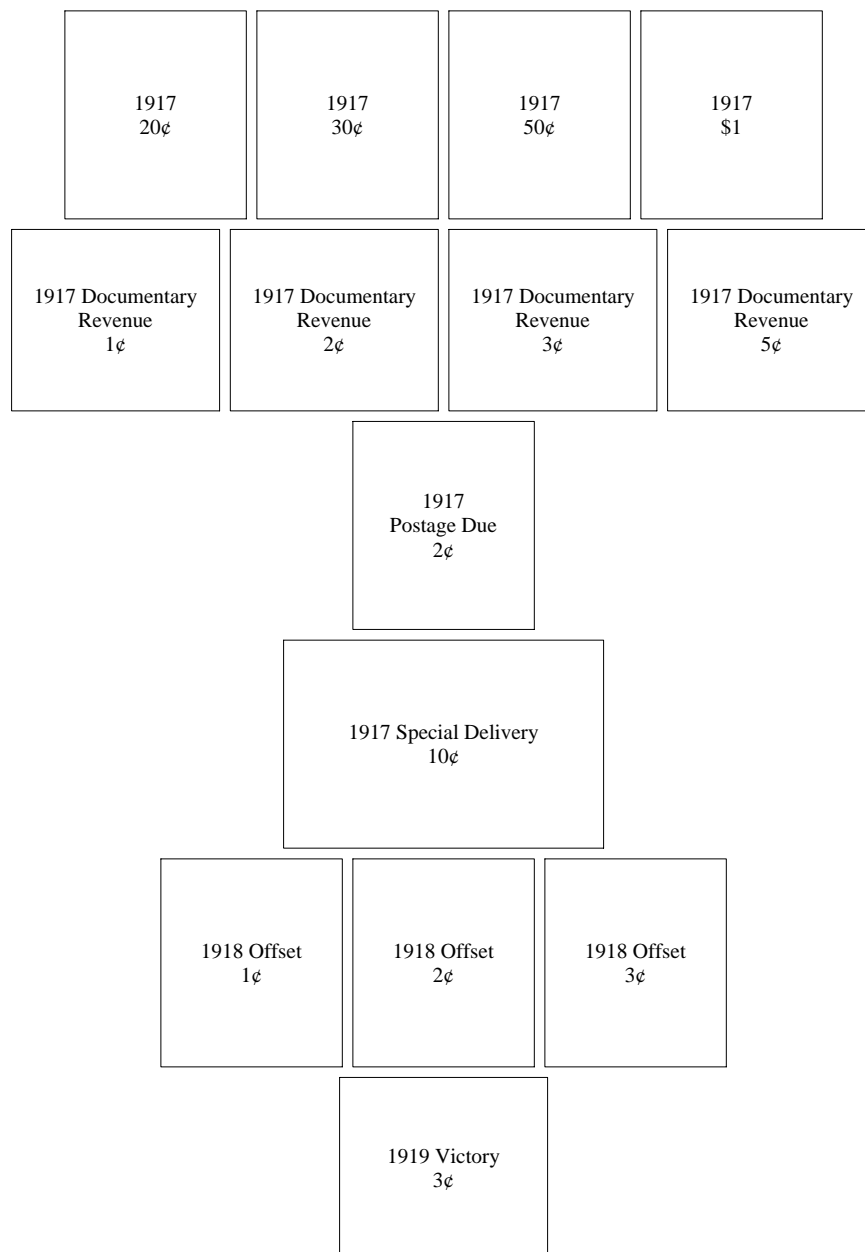 1917
20¢
1917
30¢
1917
50¢
1917
$1
1917 Documentary
Revenue
1¢
1917 Documentary
Revenue
2¢
1917 Documentary
Revenue
3¢
1917 Documentary
Revenue
5¢
1917
Postage Due
2¢
1917 Special Delivery
10¢
1918 Offset
1¢
1918 Offset
2¢
1918 Offset
3¢
1919 Victory
3¢